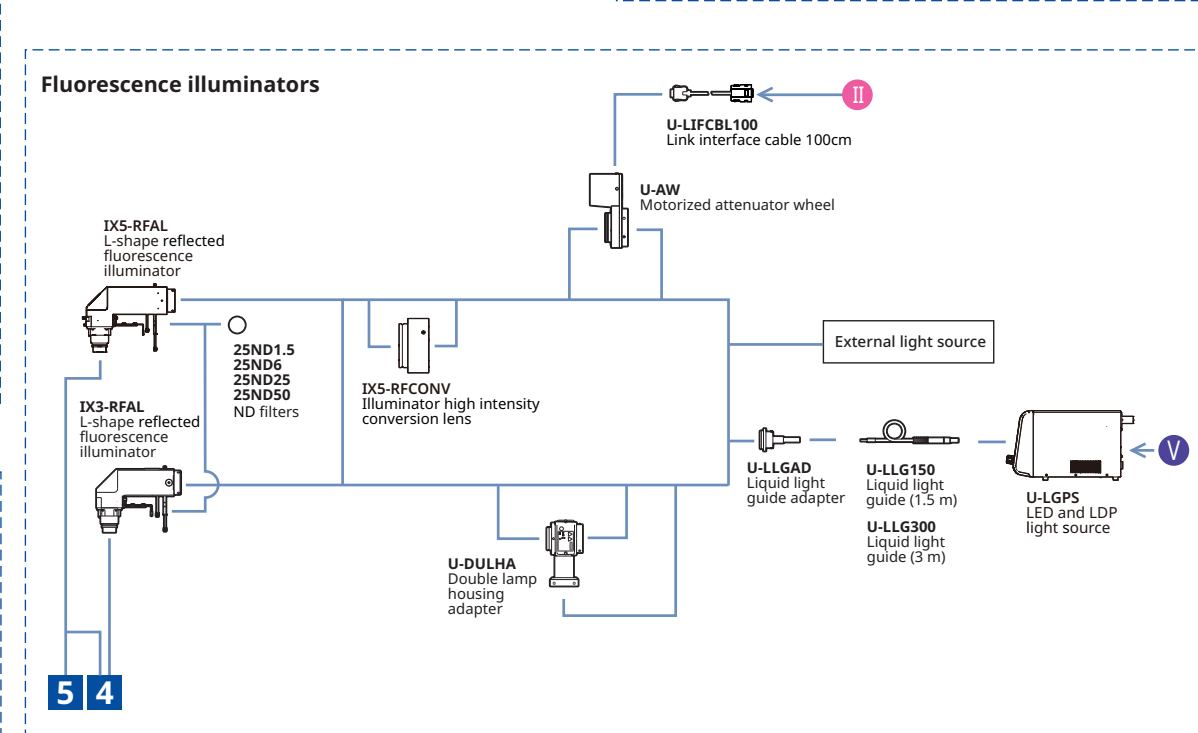 Fluorescence illuminators
II
U-LIFCBL100
Link interface cable 100cm
U-AW
Motorized attenuator wheel
IX5-RFAL
L-shape reflected
fluorescence
illuminator
25ND1.5
25ND6
25ND25
25ND50
ND filters
IX5-RFCONV
Illuminator high intensity
conversion lens
External light source
IX3-RFAL
L-shape reflected
fluorescence
illuminator
U-LLGAD
Liquid light
guide adapter
U-LLG150
Liquid light
guide (1.5 m)
U-LLG300
Liquid light
guide (3 m)
V
U-LGPS
LED and LDP
light source
U-DULHA
Double lamp
housing
adapter
5 4